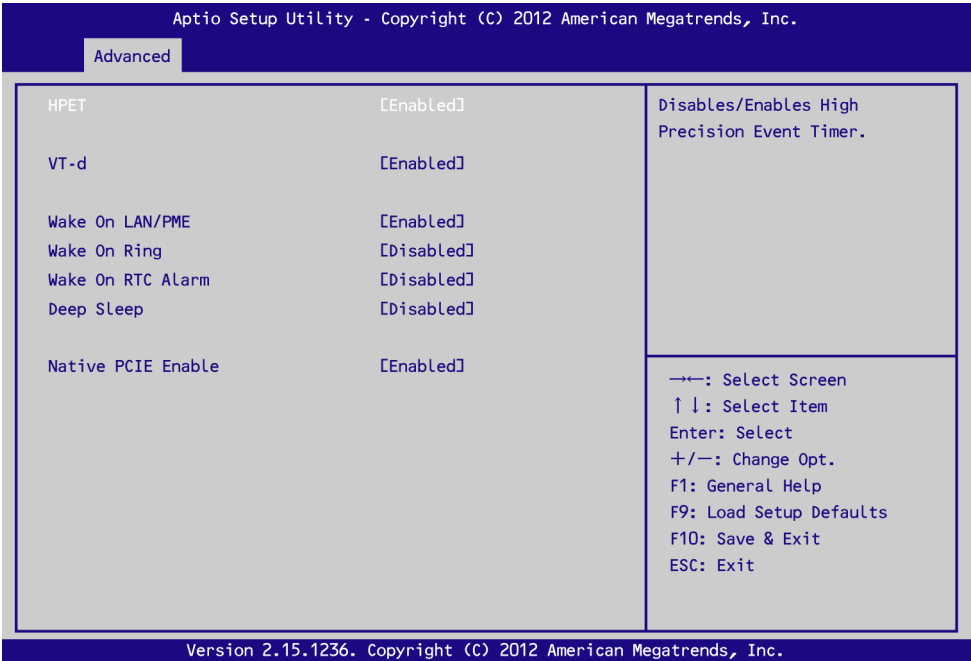 Aptio Setup Utility - Copyright (C) 2012 American Megatrends, Inc.
Advanced
HPET [Enabled]
VT-d [Enabled]
Wake On LAN/PME [Enabled]
Wake On Ring [Disabled]
Wake On RTC Alarm [Disabled]
Deep Sleep [Disabled]
Native PCIE Enable [Enabled]
Disables/Enables High
Precision Event Timer.
→←: Select Screen
↑↓: Select Item
Enter: Select
+/-: Change Opt.
F1: General Help
F9: Load Setup Defaults
F10: Save & Exit
ESC: Exit
Version 2.15.1236. Copyright (C) 2012 American Megatrends, Inc.